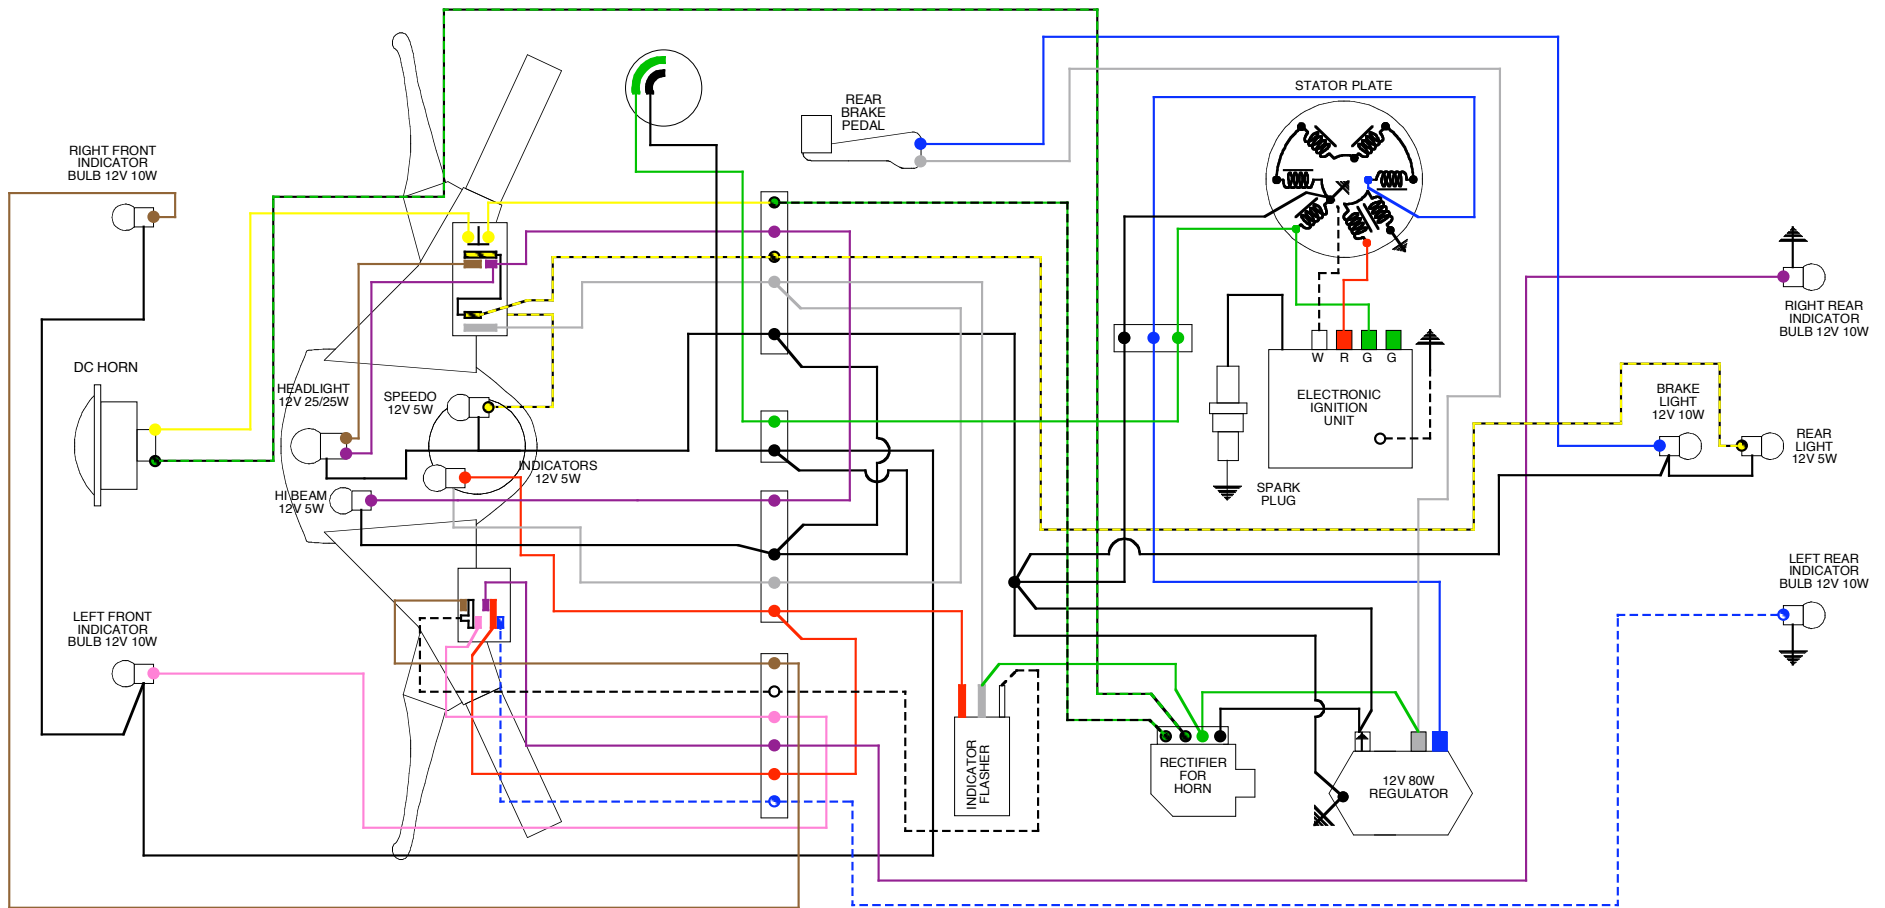 STATOR PLATE
REAR
BRAKE
PEDAL
RIGHT FRONT
INDICATOR
BULB 12V 10W
RIGHT REAR
INDICATOR
BULB 12V 10W
DC HORN
HEADLIGHT
12V 25/25W
SPEEDO
12V 5W
W R G G
ELECTRONIC
IGNITION
UNIT
BRAKE
LIGHT
12V 10W
REAR
LIGHT
12V 5W
INDICATORS
12V 5W
HI BEAM
12V 5W
SPARK
PLUG
LEFT REAR
INDICATOR
BULB 12V 10W
LEFT FRONT
INDICATOR
BULB 12V 10W
INDICATOR
FLASHER
RECTIFIER
FOR
HORN
12V 80W
REGULATOR